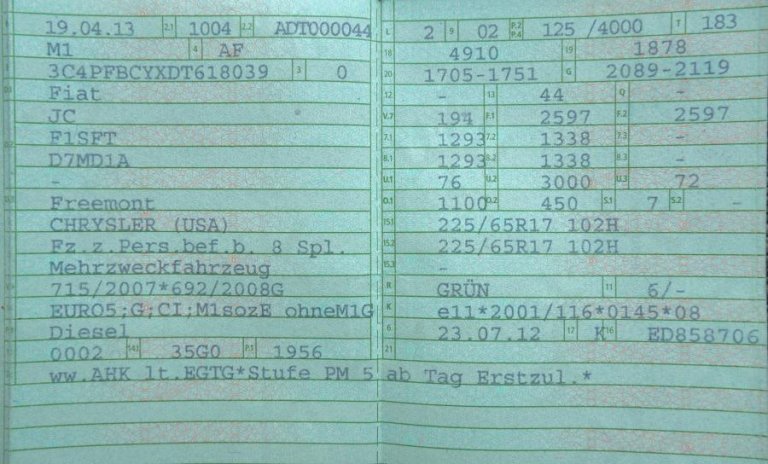 19.04.13 2.1 1004 2.2 ADT000044
M1 4 AF
3C4PFBCYXDT618039 3 0
Fiat
JC
F1SFT
D7MD1A
-
Freemont
CHRYSLER (USA)
Fz.z.Pers.bef.b. 8 Spl.
Mehrzweckfahrzeug
715/2007*692/2008G
EURO5;G;CI;M1sozE ohneM1G
Diesel
0002 14.1 35G0 P.1 1956
ww.AHK lt.EGTG*Stufe PM 5 ab Tag Erstzul.*
L 2 9 02 P.2 P.4 125 /4000 T 183
18 4910 19 1878
20 1705-1751 G 2089-2119
12 - 13 44 Q -
V.7 194 F.1 2597 F.2 2597
7.1 1293 7.2 1338 7.3 -
8.1 1293 8.2 1338 8.3 -
U.1 76 U.2 3000 U.3 72
O.1 1100 O.2 450 S.1 7 S.2 -
15.1 225/65R17 102H
15.2 225/65R17 102H
15.3 -
R GRÜN 11 6/-
K e11*2001/116*0145*08
6 23.07.12 17 K 16 ED858706
21